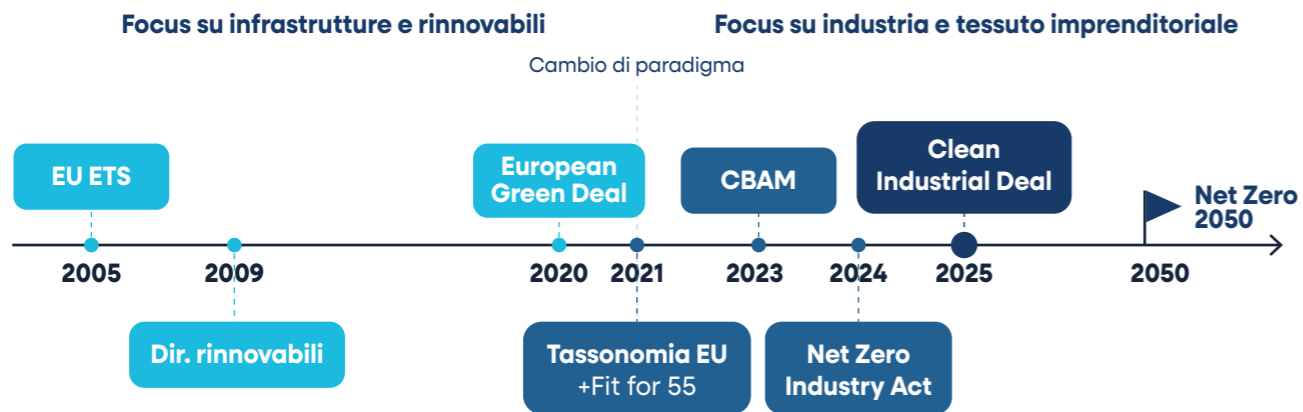 Focus su infrastrutture e rinnovabili
Focus su industria e tessuto imprenditoriale
Cambio di paradigma
EU ETS
European
Green Deal
CBAM
Clean
Industrial Deal
Net Zero
2050
2005
2009
2020
2021
2023
2024
2025
2050
Dir. rinnovabili
Tassonomia EU
+Fit for 55
Net Zero
Industry Act